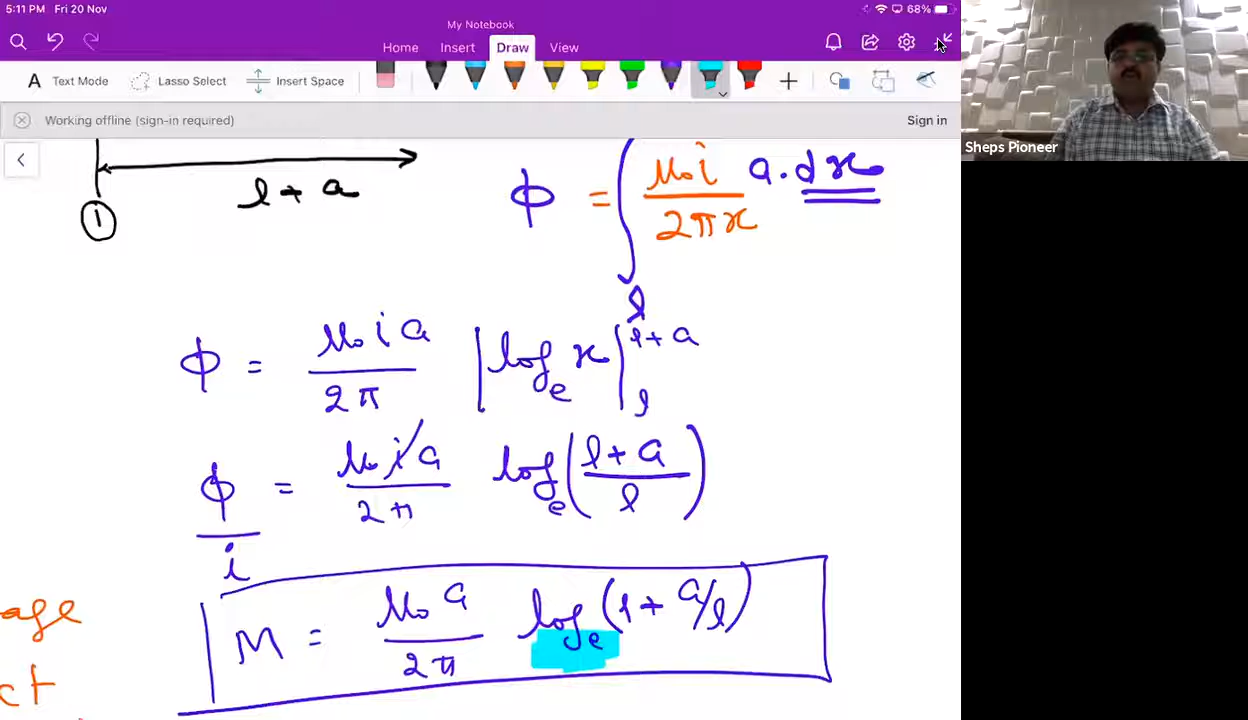 5:11 PM Fri 20 Nov
68%
My Notebook
Home Insert Draw View
A Text Mode Lasso Select Insert Space
Working offline (sign-in required) Sign in
Sheps Pioneer
l + a
1
ϕ = ∫ μ₀i/2πx a.dx
l
ϕ = μ₀ia/2π |logₑ x| l+a l
ϕ/i = μ₀ia/2π logₑ(l+a/l)
M = μ₀a/2π logₑ(1+a/l)
age
ct